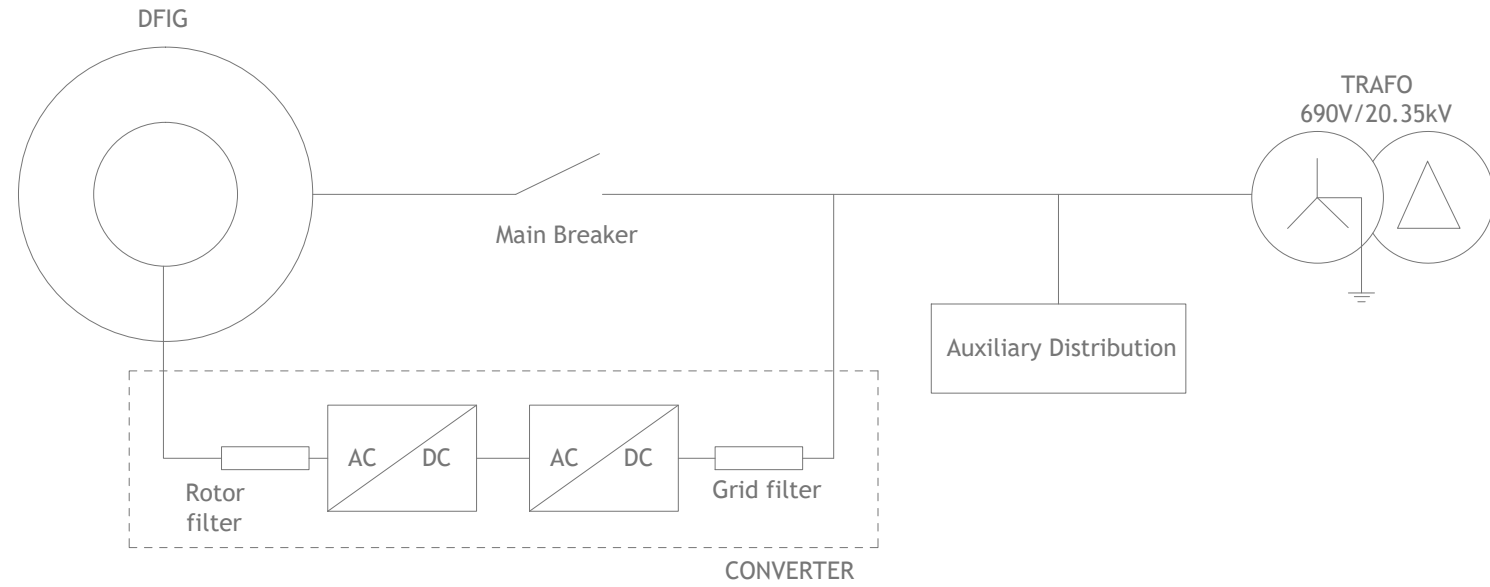 DFIG
TRAFO
690V/20.35kV
Main Breaker
Auxiliary Distribution
AC
DC
AC
DC
Rotor
filter
Grid filter
CONVERTER